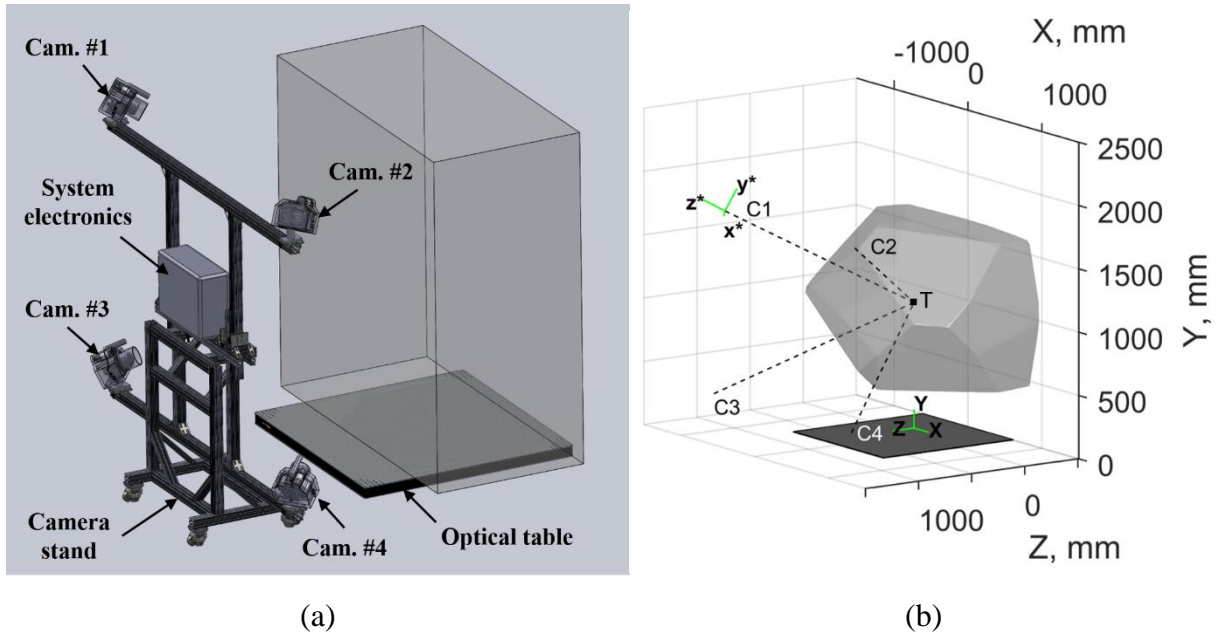 Cam. #1
Cam. #2
System
electronics
Cam. #3
Camera
stand
Cam. #4
Optical table
(a)
X, mm
-1000
0
1000
2500
2000
1500
1000
500
0
Y, mm
y*
z*
C1
x*
C2
T
C3
C4
Y
Z
X
1000
0
Z, mm
(b)